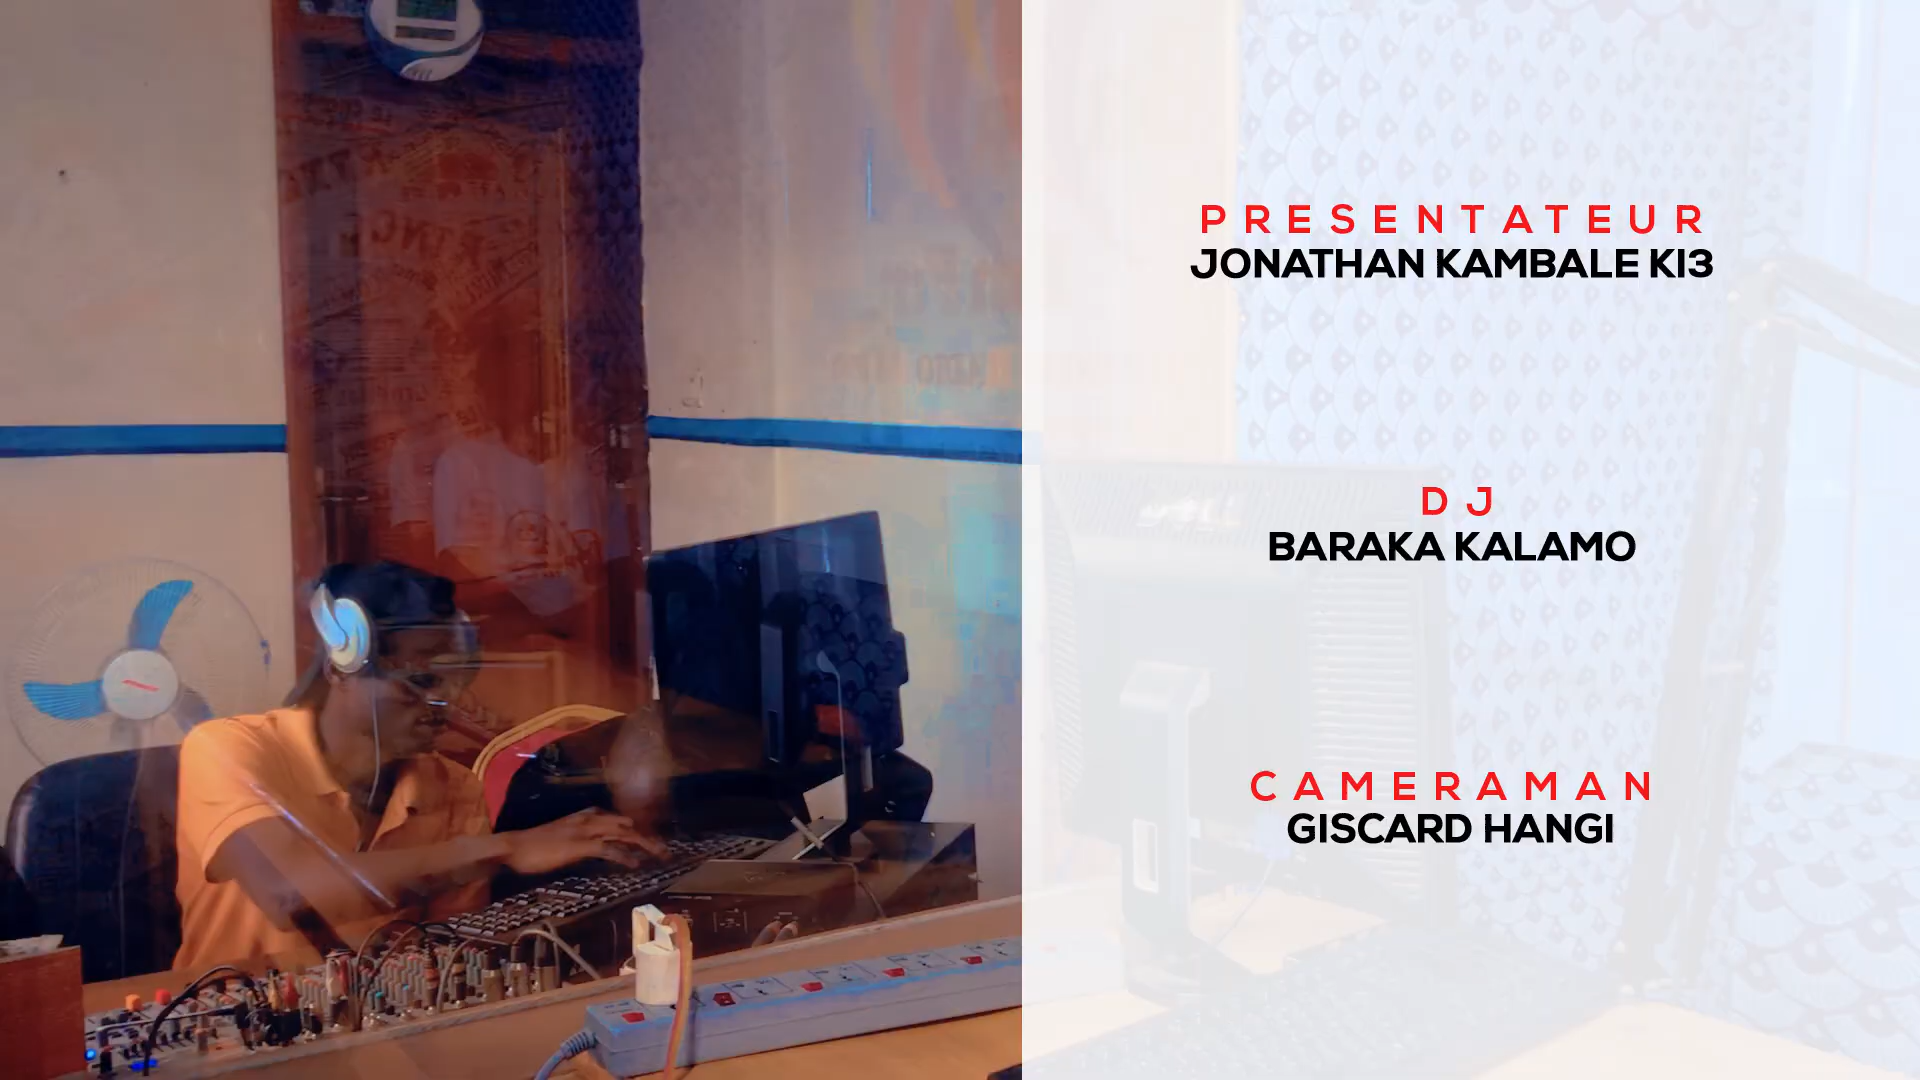 PRESENTATEUR
JONATHAN KAMBALE KI3
DJ
BARAKA KALAMO
CAMERAMAN
GISCARD HANGI